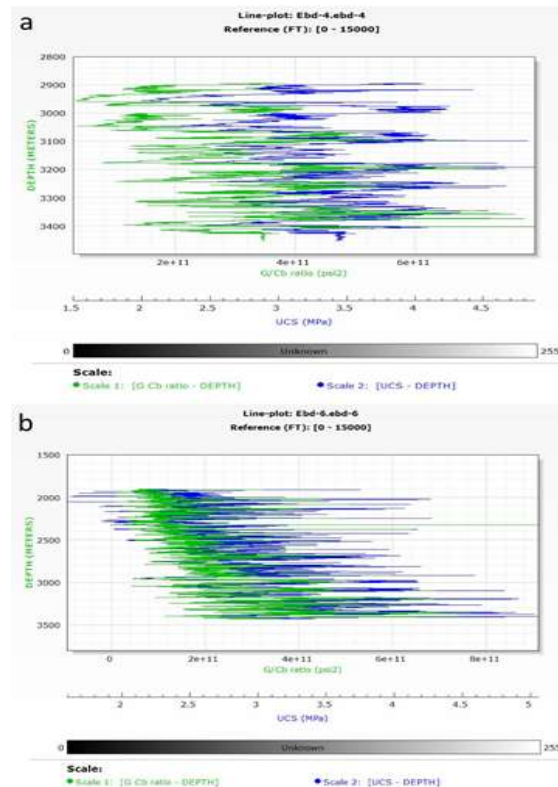 a
Line-plot: Ebd-4.ebd-4
Reference (FT): [0 - 15000]
2800
2900
3000
3100
3200
3300
3400
DEPTH (METERS)
2e+11 4e+11 6e+11
G/Cb ratio (psi2)
1.5 2 2.5 3 3.5 4 4.5
UCS (MPa)
0 Unknown 255
Scale:
Scale 1: [G Cb ratio - DEPTH] Scale 2: [UCS - DEPTH]
b
Line-plot: Ebd-6.ebd-6
Reference (FT): [0 - 15000]
1500
2000
2500
3000
3500
DEPTH (METERS)
0 2e+11 4e+11 6e+11 8e+11
G/Cb ratio (psi2)
2 2.5 3 3.5 4 4.5 5
UCS (MPa)
0 Unknown 255
Scale:
Scale 1: [G Cb ratio - DEPTH] Scale 2: [UCS - DEPTH]